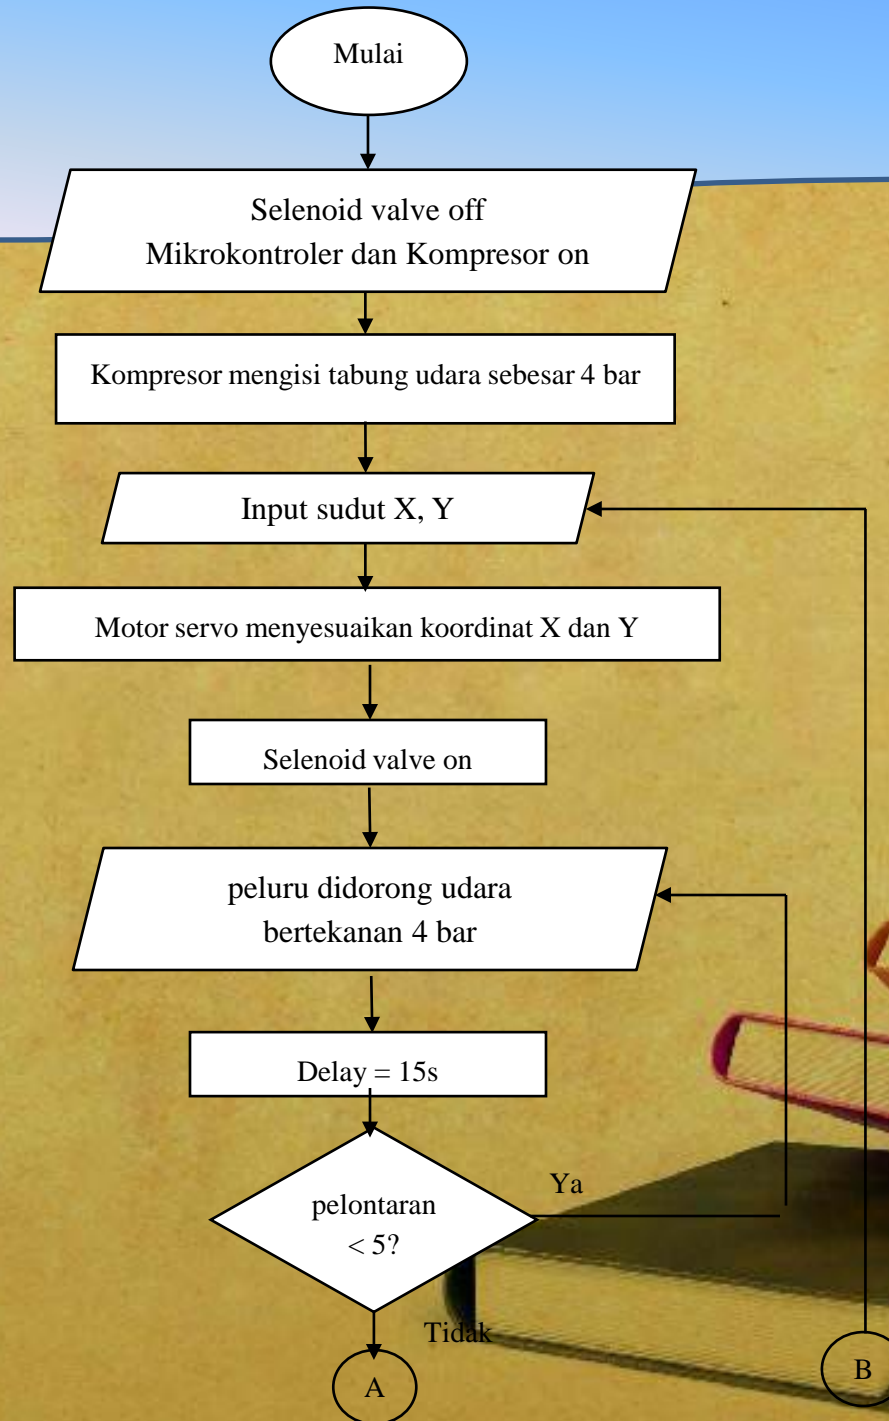 Mulai
Selenoid valve off
Mikrokontroler dan Kompresor on
Kompresor mengisi tabung udara sebesar 4 bar
Input sudut X, Y
Motor servo menyesuaikan koordinat X dan Y
Selenoid valve on
peluru didorong udara
bertekanan 4 bar
Delay = 15s
Ya
pelontaran
< 5?
Tidak
A
B